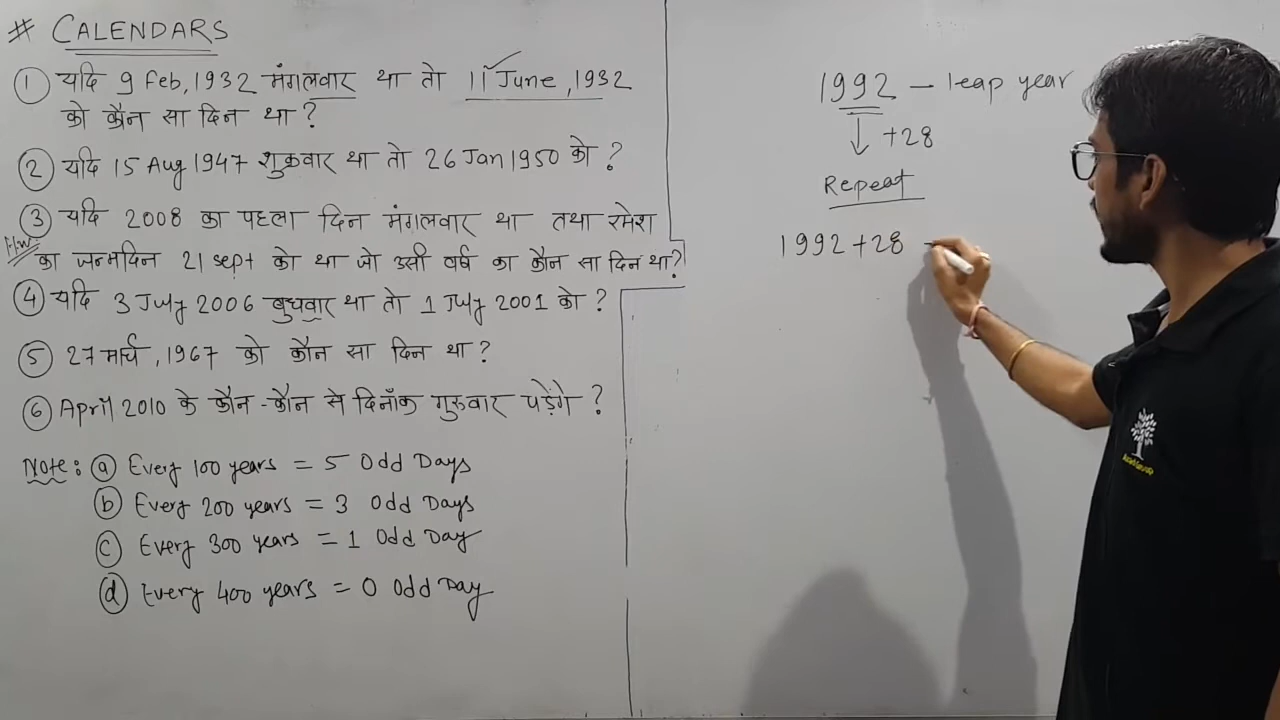 # CALENDARS
① यदि 9 Feb, 1932 मंगलवार था तो 11 June, 1932
को कौन सा दिन था?
② यदि 15 Aug 1947 शुक्रवार था तो 26 Jan 1950 को ?
③ यदि 2008 का पहला दिन मंगलवार था तथा रमेश
H/w
का जन्मदिन 21 sept को था जो उसी वर्ष का कौन सा दिन था?
④ यदि 3 July 2006 बुधवार था तो 1 July 2001 को ?
⑤ 27 मार्च, 1967 को कौन सा दिन था?
⑥ April 2010 के कौन-कौन से दिनाँक गुरुवार पड़ेंगे ?
Note: ⓐ Every 100 years = 5 Odd Days
ⓑ Every 200 years = 3 Odd Days
ⓒ Every 300 years = 1 Odd Day
ⓓ Every 400 years = 0 Odd Day
1992 — leap year
↓ +28
Repeat
1992 + 28